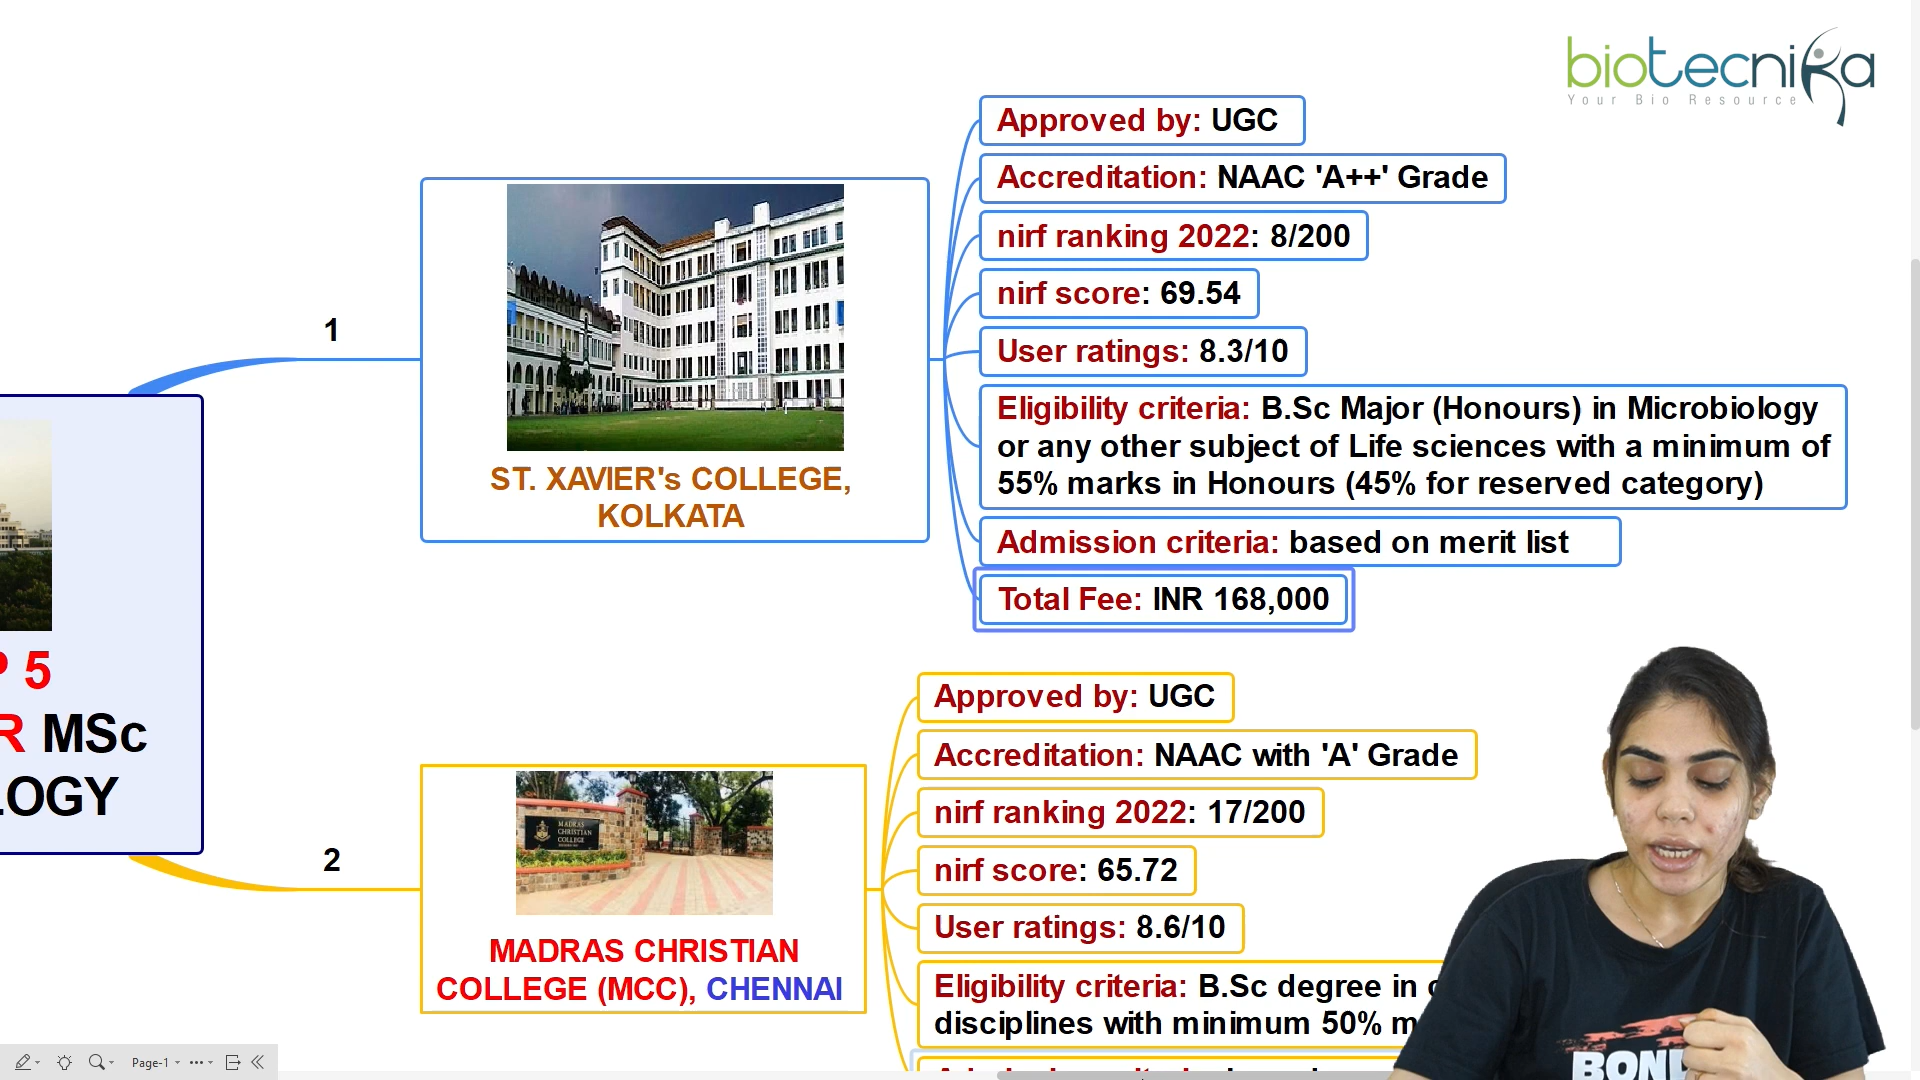 biotecnika
Your Bio Resource
Approved by: UGC
Accreditation: NAAC 'A++' Grade
nirf ranking 2022: 8/200
nirf score: 69.54
User ratings: 8.3/10
Eligibility criteria: B.Sc Major (Honours) in Microbiology
or any other subject of Life sciences with a minimum of
55% marks in Honours (45% for reserved category)
Admission criteria: based on merit list
Total Fee: INR 168,000
1
ST. XAVIER's COLLEGE,
KOLKATA
5
MSc
Approved by: UGC
Accreditation: NAAC with 'A' Grade
nirf ranking 2022: 17/200
nirf score: 65.72
User ratings: 8.6/10
Eligibility criteria: B.Sc degree in
disciplines with minimum 50%
2
MADRAS
CHRISTIAN
COLLEGE
MADRAS CHRISTIAN
COLLEGE (MCC), CHENNAI
Page-1